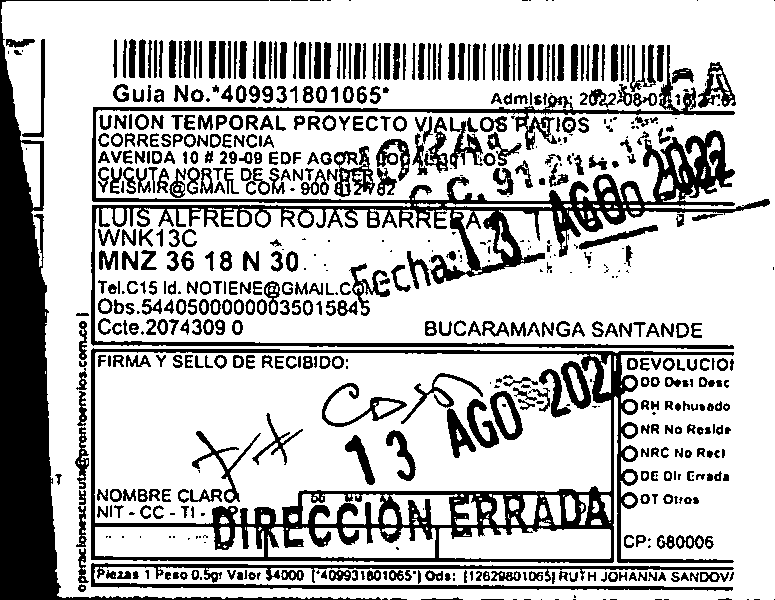 Guia No.*409931801065*
Admision: 2022-08-0
UNION TEMPORAL PROYECTO VIAL LOS PATIOS
CORRESPONDENCIA
AVENIDA 10 # 29-09 EDF AGORA LOS
CUCUTA NORTE DE SANTANDER
YEISMIR@GMAIL COM - 900
C.C. 91.214.
LUIS ALFREDO ROJAS BARRERA
WNK13C
MNZ 36 18 N 30
Fecha: 13 AGO 2022
Tel.C15 Id. NOTIENE@GMAIL.COM
Obs.54405000000035015845
Ccte.2074309 0
BUCARAMANGA SANTANDE
operacionescucuta@prontoenvios.com.co |
FIRMA Y SELLO DE RECIBIDO:
13 AGO 2022
NOMBRE CLARO
NIT - CC - TI -
DIRECCION ERRADA
DEVOLUCIO
DD Dest Desc
RH Rehusado
NR No Reside
NRC No Recl
DE Dir Errada
OT Otros
CP: 680006
Piezas 1 Peso 0.5gr Valor $4000 [*409931801065*] Ods: [12629801065] RUTH JOHANNA SANDOV